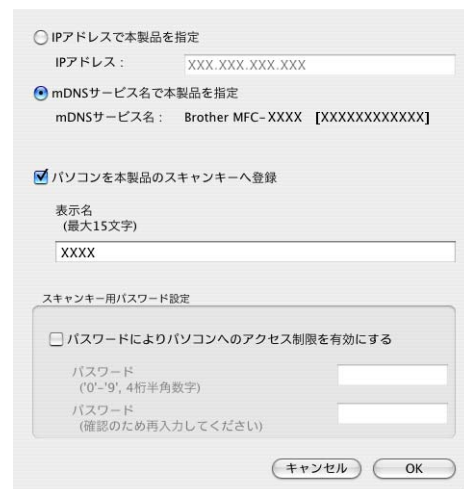 IPアドレスで本製品を指定
IPアドレス： XXX.XXX.XXX.XXX
mDNSサービス名で本製品を指定
mDNSサービス名： Brother MFC-XXXX [XXXXXXXXXXXX]
パソコンを本製品のスキャンキーへ登録
表示名
(最大15文字)
XXXX
スキャンキー用パスワード設定
パスワードによりパソコンへのアクセス制限を有効にする
パスワード
('0'-'9', 4桁半角数字)
パスワード
(確認のため再入力してください)
キャンセル OK